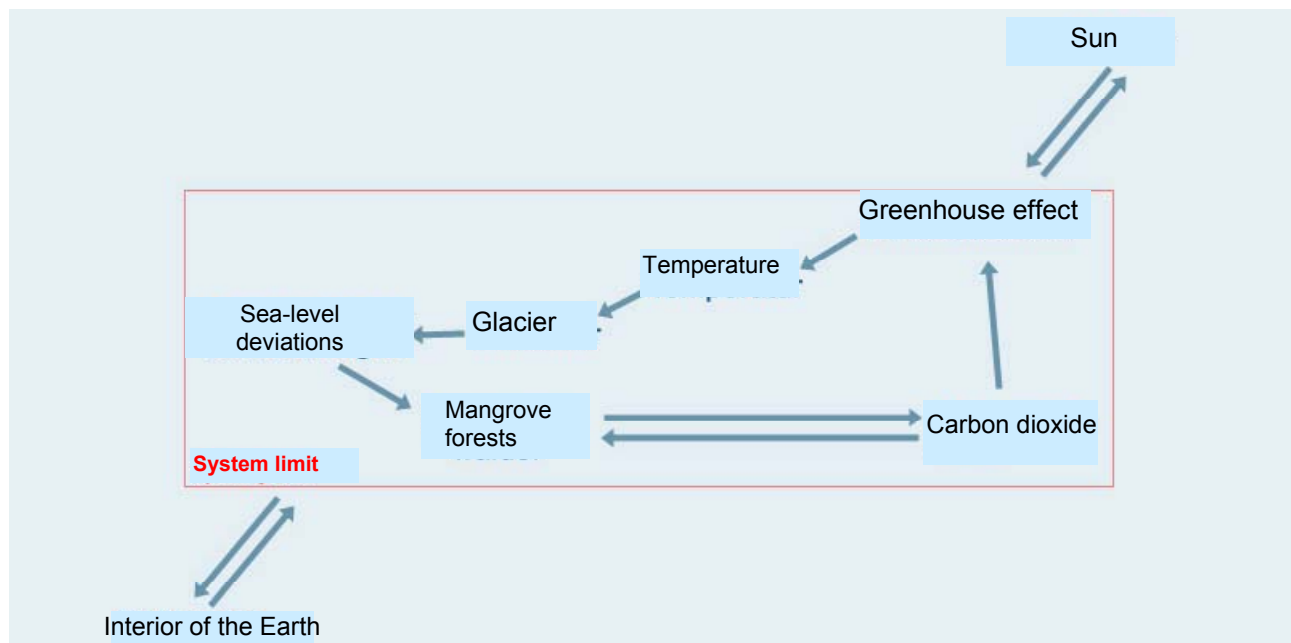 Sun
Greenhouse effect
Temperature
Glacier
Sea-level
deviations
Mangrove
forests
Carbon dioxide
System limit
Interior of the Earth